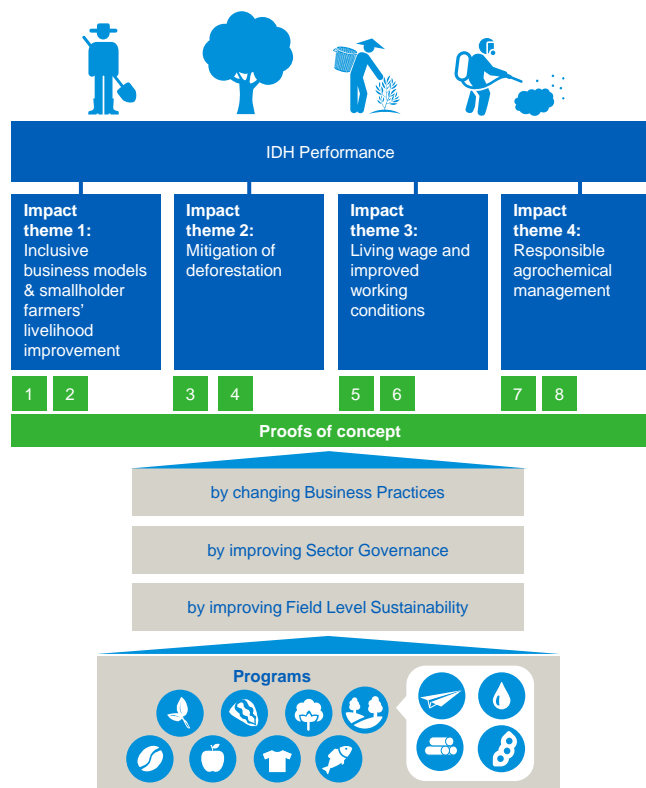 IDH Performance
Impact
theme 1:
Inclusive
business models
& smallholder
farmers'
livelihood
improvement
Impact
theme 2:
Mitigation of
deforestation
Impact
theme 3:
Living wage and
improved
working
conditions
Impact
theme 4:
Responsible
agrochemical
management
1 2 3 4 5 6 7 8
Proofs of concept
by changing Business Practices
by improving Sector Governance
by improving Field Level Sustainability
Programs